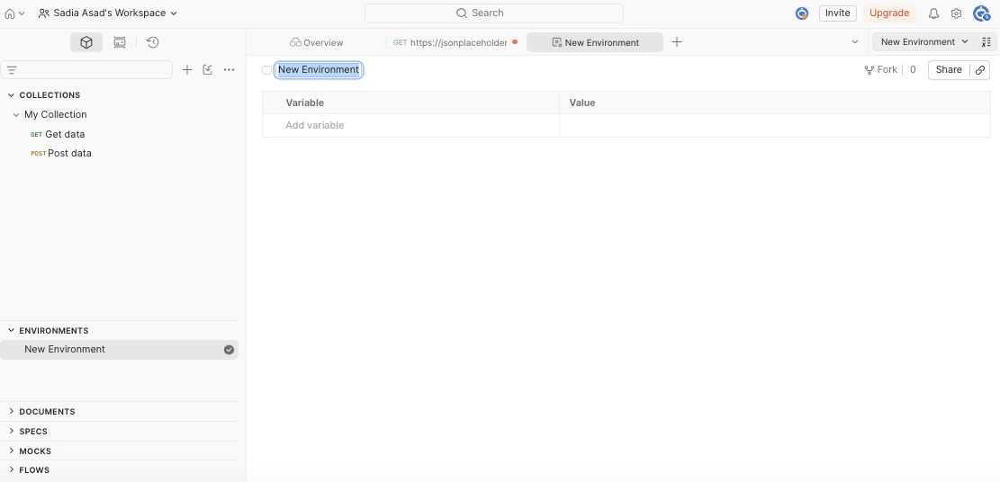 Sadia Asad's Workspace
Search
Invite
Upgrade
Overview
GET https://jsonplaceholder
New Environment
New Environment
New Environment
Fork 0
Share
COLLECTIONS
My Collection
GET Get data
POST Post data
Variable Value
Add variable
ENVIRONMENTS
New Environment
DOCUMENTS
SPECS
MOCKS
FLOWS